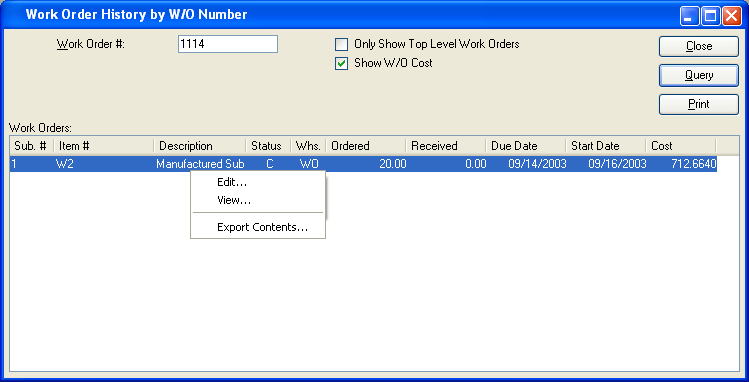 Work Order History by W/O Number
Work Order #: 1114 Only Show Top Level Work Orders Close
Show W/O Cost
Query
Print
Work Orders:
Sub. # Item # Description Status Whs. Ordered Received Due Date Start Date Cost
1 W2 Manufactured Sub C WO 20.00 0.00 09/14/2003 09/16/2003 712.6640
Edit...
View...
Export Contents...